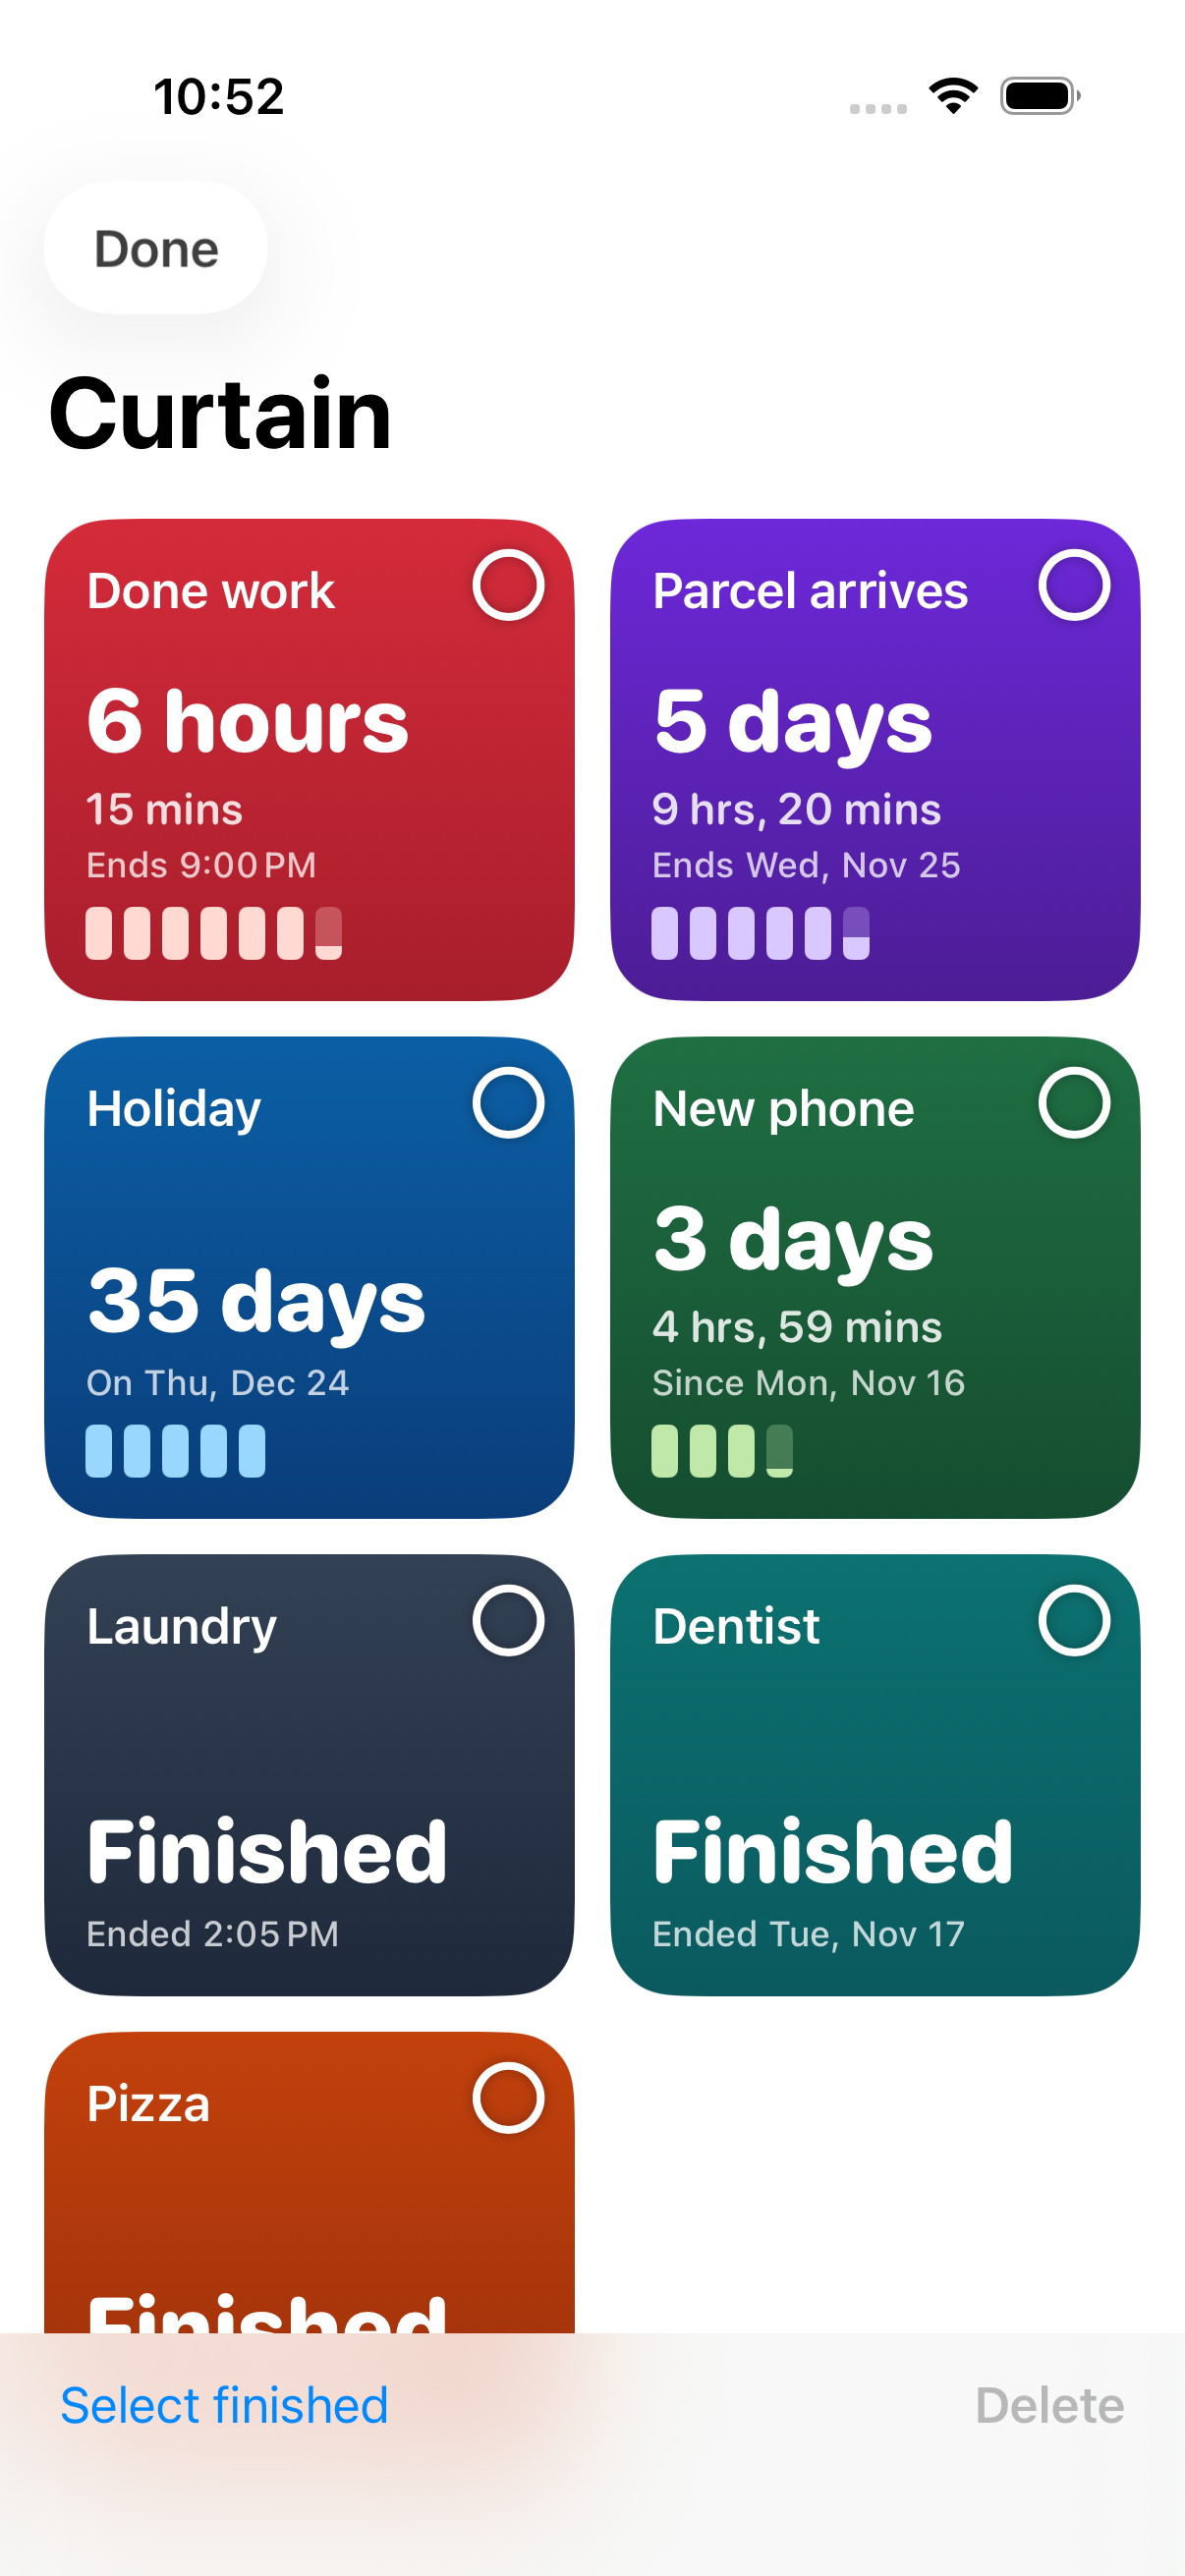 10:52
Done
Curtain
Done work
6 hours
15 mins
Ends 9:00 PM
Parcel arrives
5 days
9 hrs, 20 mins
Ends Wed, Nov 25
Holiday
35 days
On Thu, Dec 24
New phone
3 days
4 hrs, 59 mins
Since Mon, Nov 16
Laundry
Finished
Ended 2:05 PM
Dentist
Finished
Ended Tue, Nov 17
Pizza
Finished
Select finished
Delete